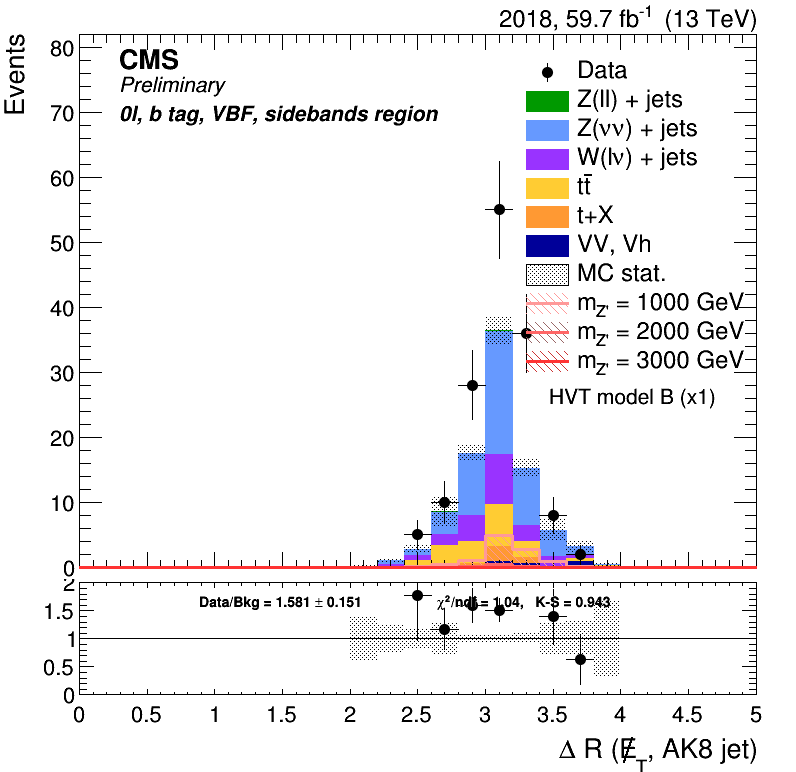 2018, 59.7 fb⁻¹ (13 TeV)
CMS
Preliminary
0l, b tag, VBF, sidebands region
Events
80
70
60
50
40
30
20
10
0
Data
Z(ll) + jets
Z(νν) + jets
W(lν) + jets
tt̄
t+X
VV, Vh
MC stat.
m_Z' = 1000 GeV
m_Z' = 2000 GeV
m_Z' = 3000 GeV
HVT model B (x1)
2
1.5
1
0.5
0
Data/Bkg = 1.581 ± 0.151
χ²/ndf = 1.04, K-S = 0.943
0 0.5 1 1.5 2 2.5 3 3.5 4 4.5 5
Δ R (E̸_T, AK8 jet)